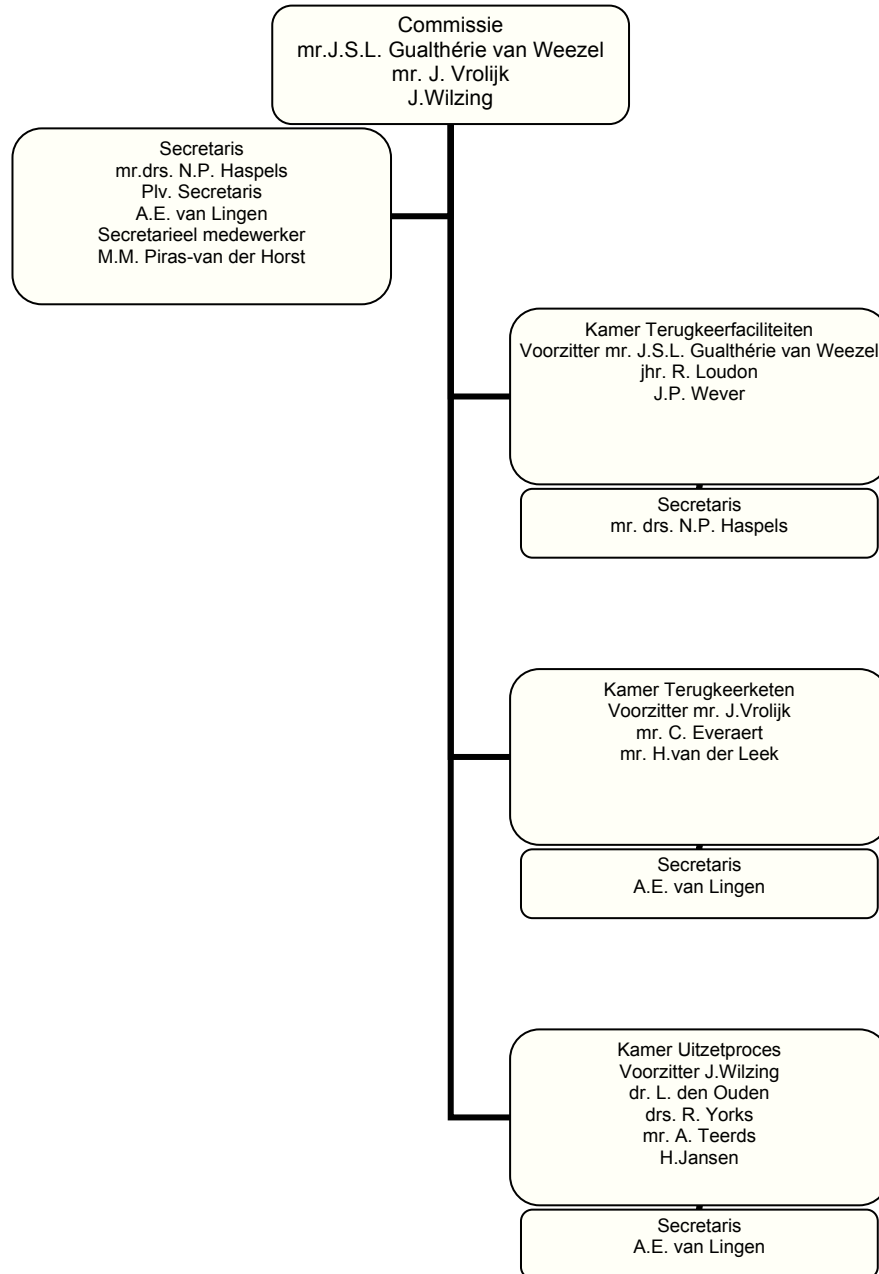 Commissie
mr.J.S.L. Gualthérie van Weezel
mr. J. Vrolijk
J.Wilzing
Secretaris
mr.drs. N.P. Haspels
Plv. Secretaris
A.E. van Lingen
Secretarieel medewerker
M.M. Piras-van der Horst
Kamer Terugkeerfaciliteiten
Voorzitter mr. J.S.L. Gualthérie van Weezel
jhr. R. Loudon
J.P. Wever
Secretaris
mr. drs. N.P. Haspels
Kamer Terugkeerketen
Voorzitter mr. J.Vrolijk
mr. C. Everaert
mr. H.van der Leek
Secretaris
A.E. van Lingen
Kamer Uitzetproces
Voorzitter J.Wilzing
dr. L. den Ouden
drs. R. Yorks
mr. A. Teerds
H.Jansen
Secretaris
A.E. van Lingen